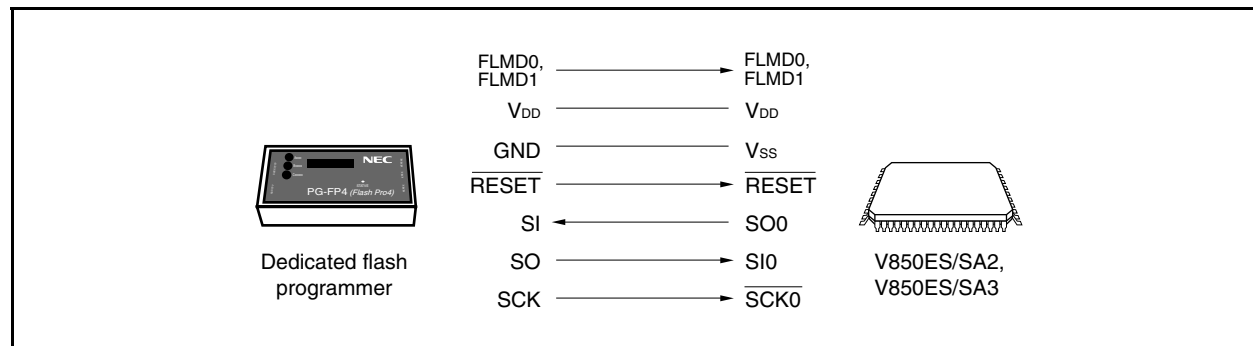 FLMD0, FLMD0,
FLMD1 FLMD1
VDD VDD
GND VSS
RESET RESET
SI SO0
SO SI0
SCK SCK0
NEC
PG-FP4 (Flash Pro4)
Dedicated flash
programmer
V850ES/SA2,
V850ES/SA3